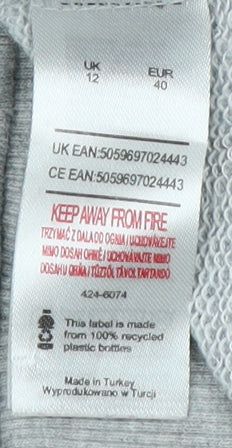 UK EUR
12 40
UK EAN:5059697024443
CE EAN:5059697024443
KEEP AWAY FROM FIRE
TRZYMAĆ Z DALA DO OGNIA / UCHOVÁVEJTE
MIMO DOSAH OHNĚ / UCHOVÁVAJTE MIMO
DOSAH U OHŇA / TŰZTŐL TÁVOL TARTANDÓ
424-6074
This label is made
from 100% recycled
plastic bottles
Made in Turkey
Wyprodukowano w Turcji